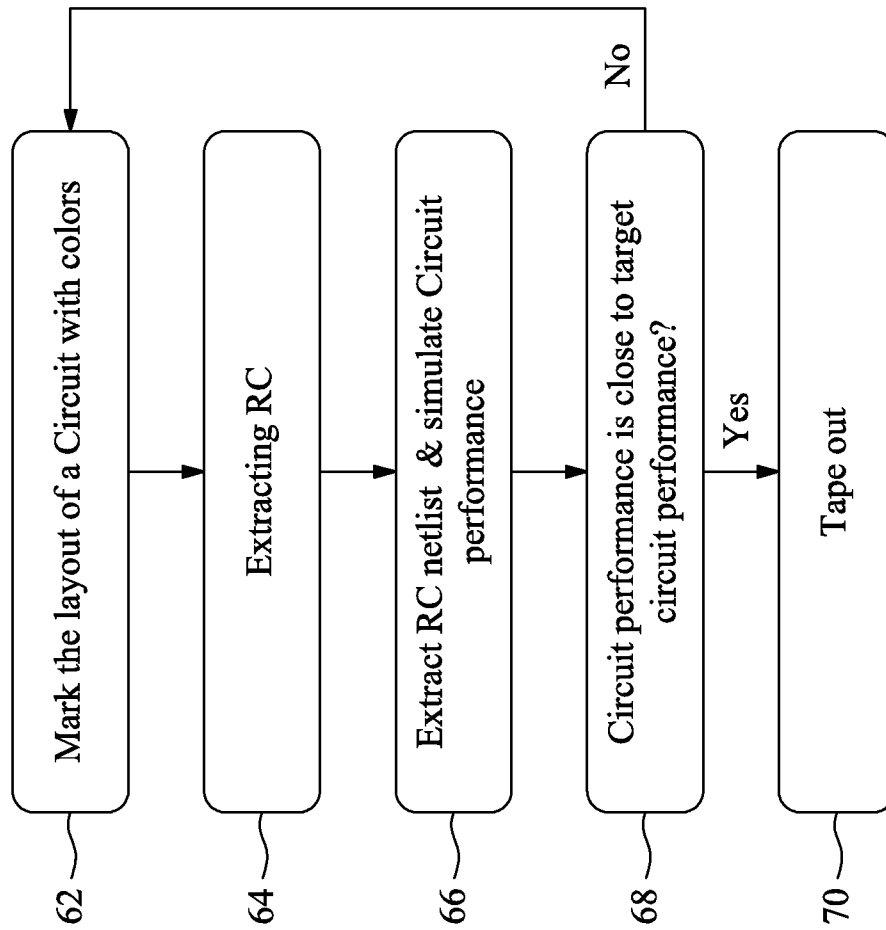 62
Mark the layout of a Circuit with colors
64
Extracting RC
66
Extract RC netlist & simulate Circuit
performance
68
Circuit performance is close to target
circuit performance?
No
Yes
70
Tape out